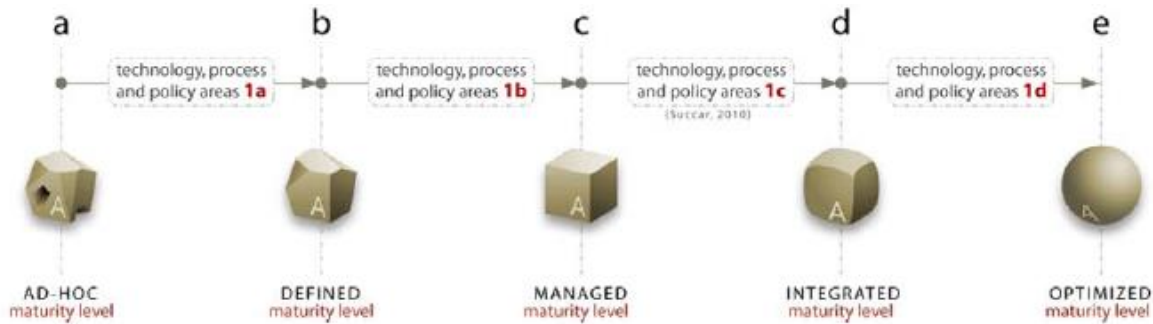 a b c d e
technology, process
and policy areas 1a
technology, process
and policy areas 1b
technology, process
and policy areas 1c
(Succar, 2010)
technology, process
and policy areas 1d
A A A A A
AD-HOC
maturity level
DEFINED
maturity level
MANAGED
maturity level
INTEGRATED
maturity level
OPTIMIZED
maturity level